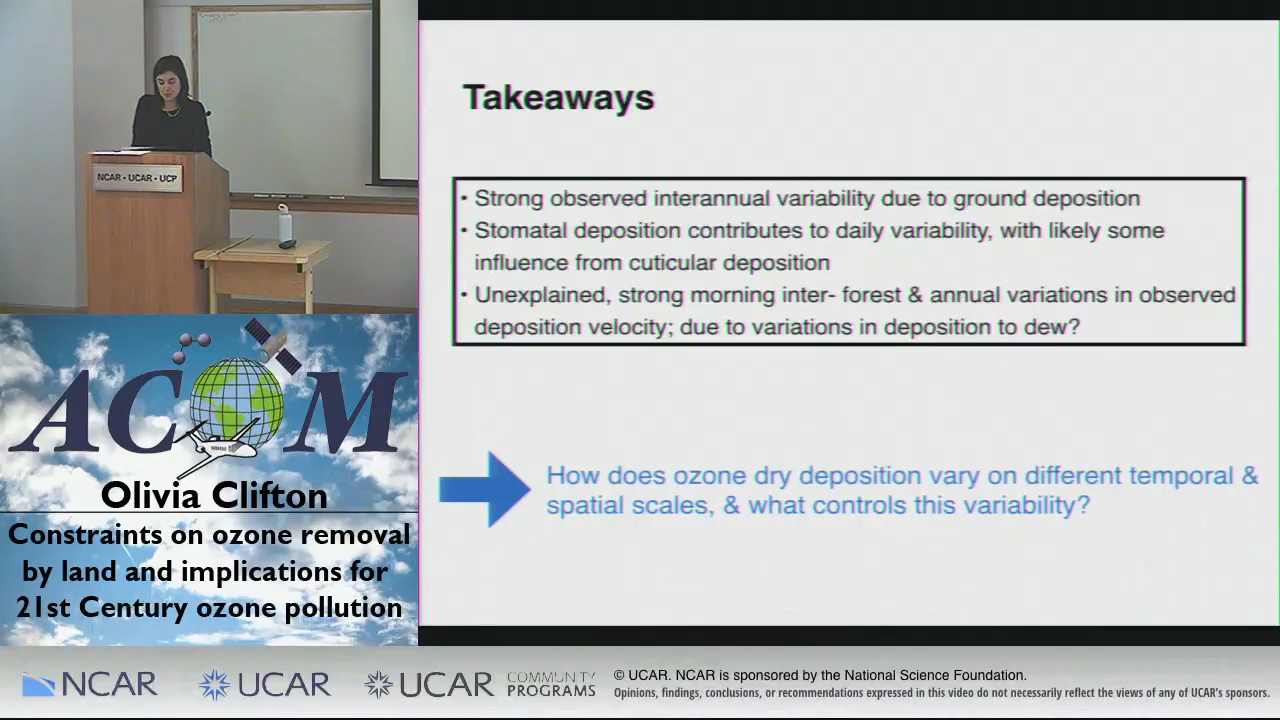 NCAR - UCAR - UCP
ACOM
Olivia Clifton
Constraints on ozone removal
by land and implications for
21st Century ozone pollution
Takeaways
• Strong observed interannual variability due to ground deposition
• Stomatal deposition contributes to daily variability, with likely some
influence from cuticular deposition
• Unexplained, strong morning inter- forest & annual variations in observed
deposition velocity; due to variations in deposition to dew?
How does ozone dry deposition vary on different temporal &
spatial scales, & what controls this variability?
NCAR
UCAR
UCAR
COMMUNITY
PROGRAMS
© UCAR. NCAR is sponsored by the National Science Foundation.
Opinions, findings, conclusions, or recommendations expressed in this video do not necessarily reflect the views of any of UCAR's sponsors.